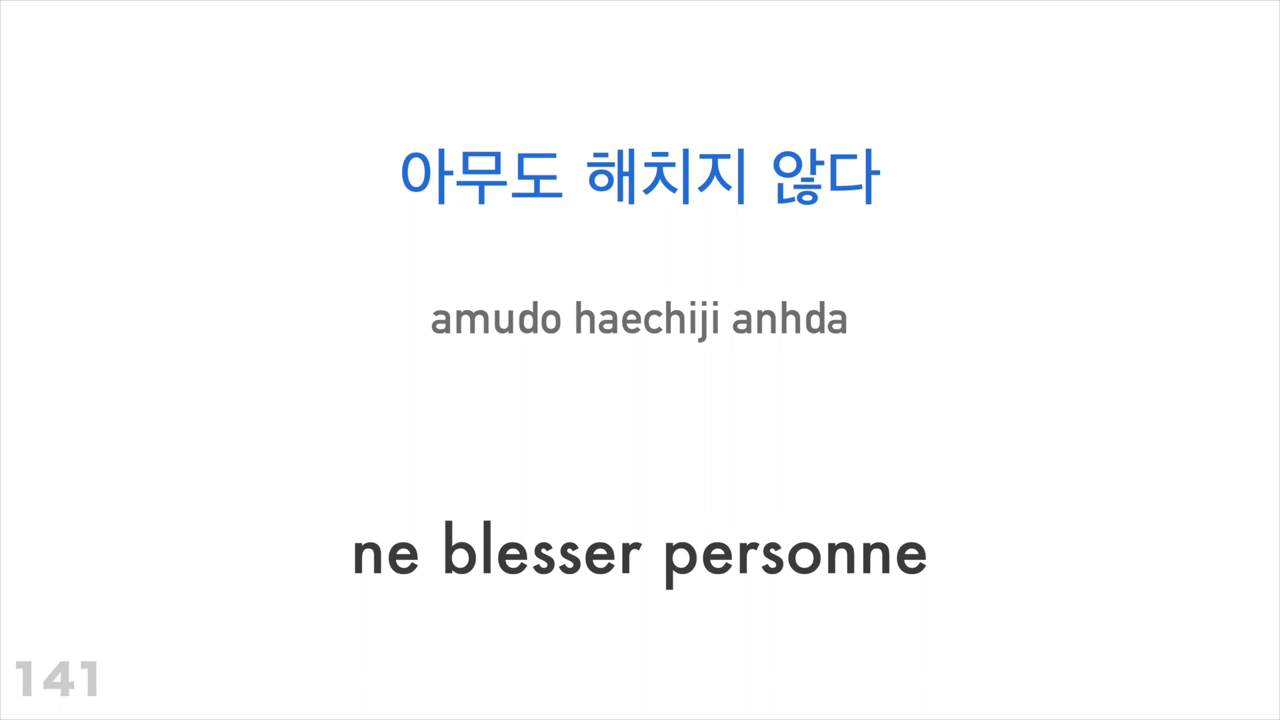 아무도 해치지 않다
amudo haechiji anhda
ne blesser personne
141